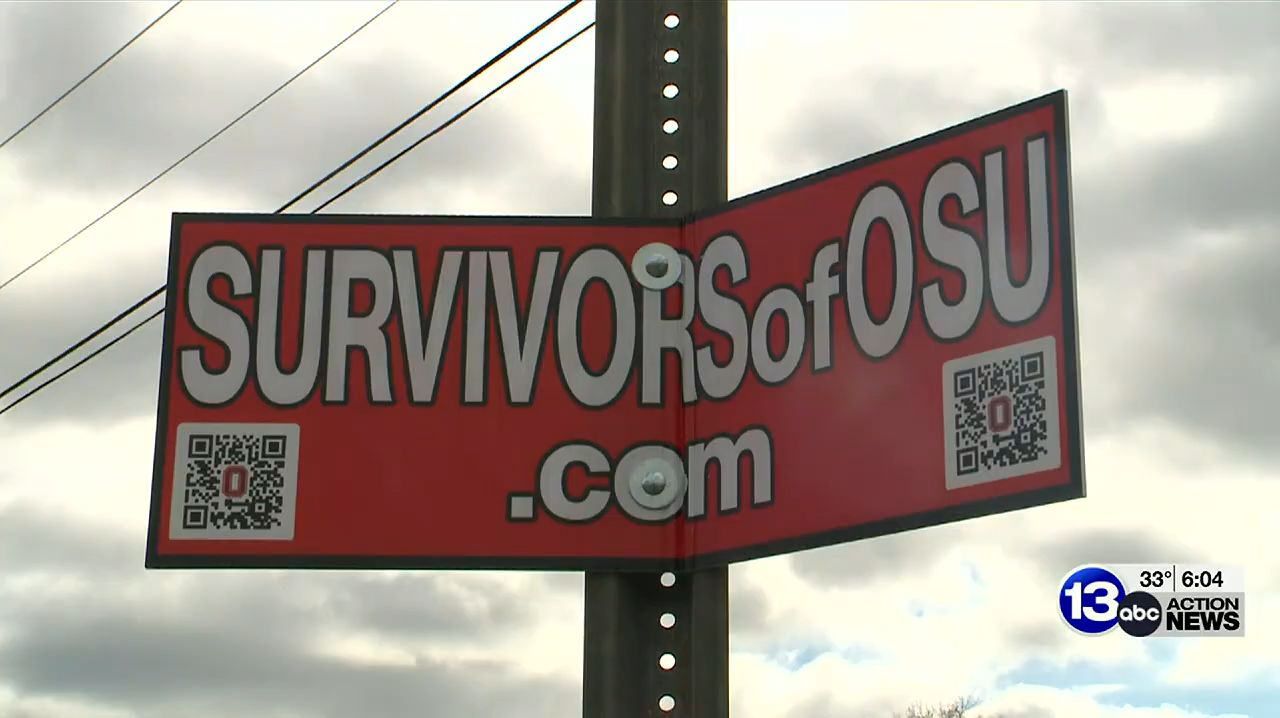 SURVIVORSofOSU
.com
O
O
33° 6:04
13 abc ACTION
NEWS